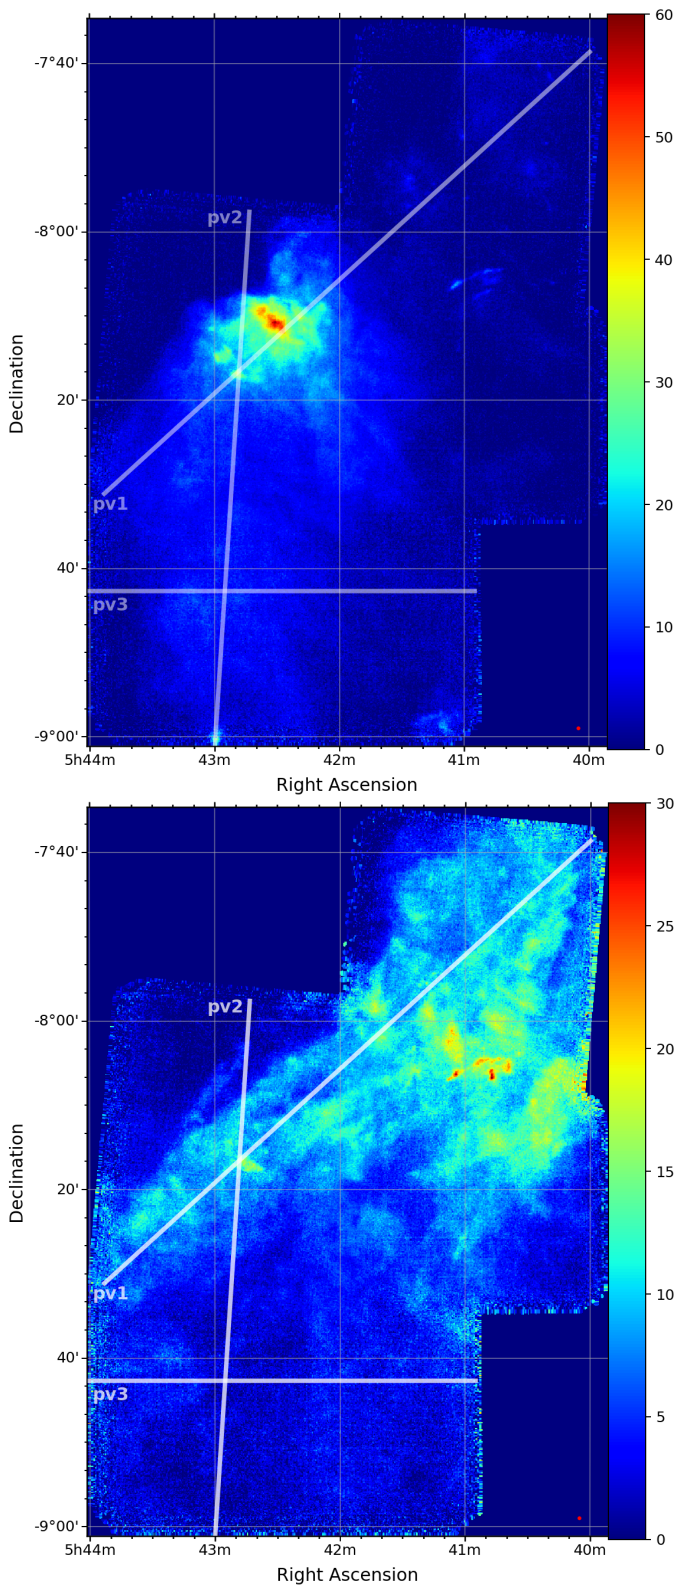 60
-7°40'
50
pv2
-8°00'
40
Declination
20'
30
pv1
20
40'
pv3
10
-9°00'
0
5h44m 43m 42m 41m 40m
Right Ascension
30
-7°40'
25
pv2
-8°00'
20
Declination
15
20'
pv1
10
40'
pv3
5
-9°00'
0
5h44m 43m 42m 41m 40m
Right Ascension